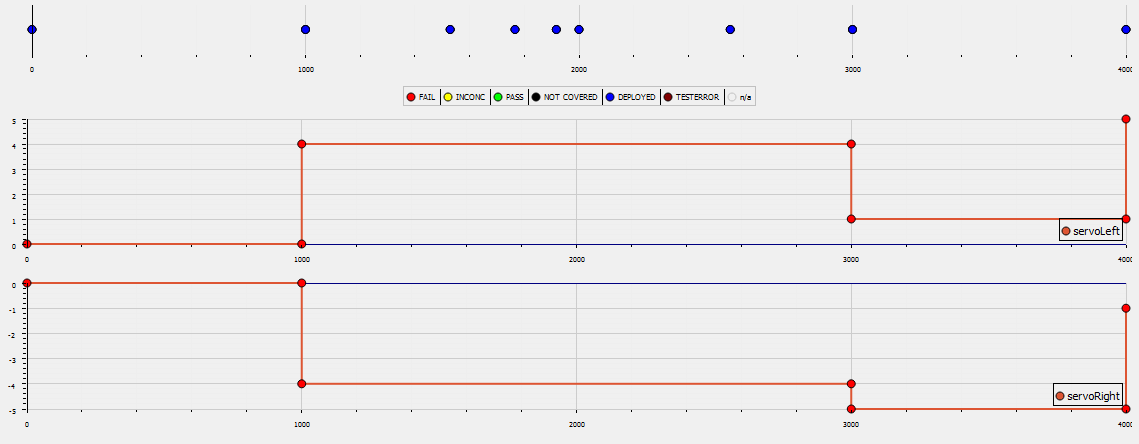 0 1000 2000 3000 4000
FAIL INCONC PASS NOT COVERED DEPLOYED TESTERROR n/a
5
4
3
2
1
servoLeft
0
0 1000 2000 3000 4000
0
-1
-2
-3
-4
servoRight
-5
0 1000 2000 3000 4000